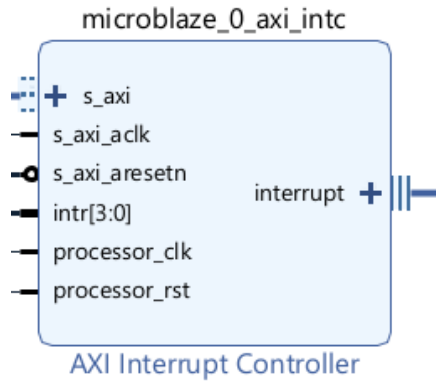 microblaze_0_axi_intc
s_axi
s_axi_aclk
s_axi_aresetn
intr[3:0]
processor_clk
processor_rst
interrupt
AXI Interrupt Controller